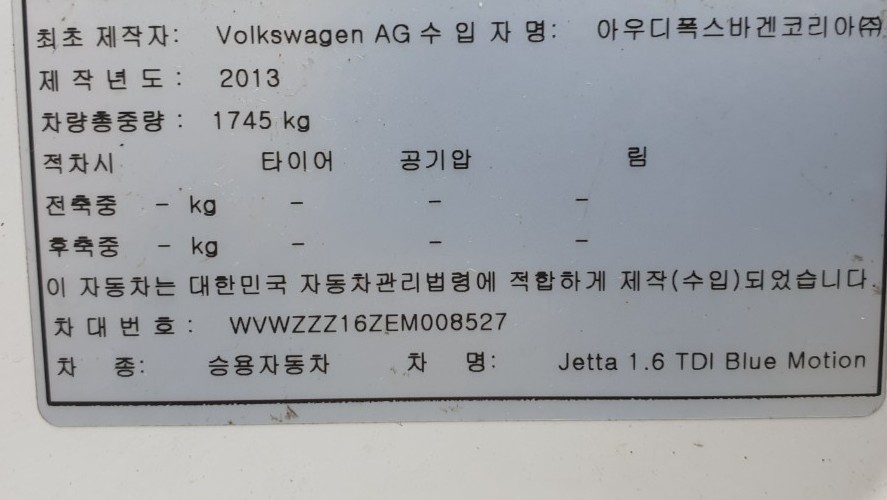 최초 제작자: Volkswagen AG 수 입 자 명: 아우디폭스바겐코리아㈜
제 작 년 도 : 2013
차량총중량 : 1745 kg
적차시 타이어 공기압 림
전축중 - kg - - -
후축중 - kg - - -
이 자동차는 대한민국 자동차관리법령에 적합하게 제작(수입)되었습니다.
차 대 번 호 : WVWZZZ16ZEM008527
차 종: 승용자동차 차 명: Jetta 1.6 TDI Blue Motion